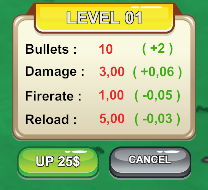 LEVEL 01
Bullets : 10 (+2)
Damage : 3,00 (+0,06)
Firerate : 1,00 (-0,05)
Reload : 5,00 (-0,03)
UP 25$ CANCEL